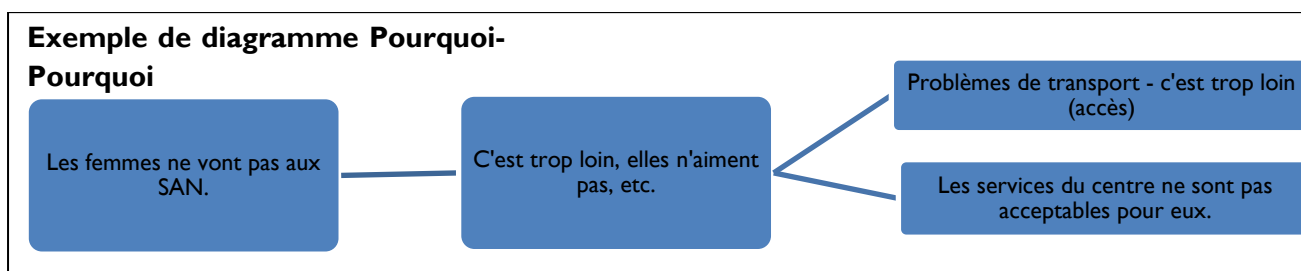 Exemple de diagramme Pourquoi-
Pourquoi
Les femmes ne vont pas aux
SAN.
C'est trop loin, elles n'aiment
pas, etc.
Problèmes de transport - c'est trop loin
(accès)
Les services du centre ne sont pas
acceptables pour eux.